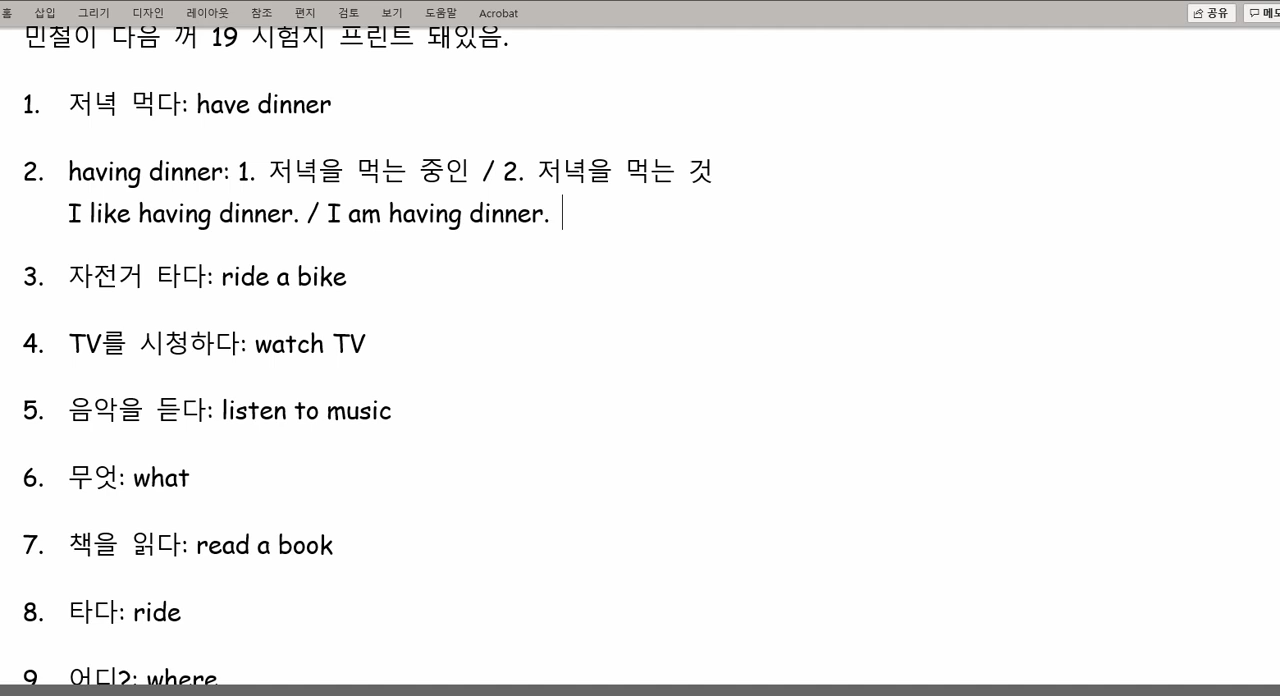 홈 삽입 그리기 디자인 레이아웃 참조 편지 검토 보기 도움말 Acrobat 공유 메모
민철이 다음 꺼 19 시험지 프린트 돼있음.
1. 저녁 먹다: have dinner
2. having dinner: 1. 저녁을 먹는 중인 / 2. 저녁을 먹는 것
I like having dinner. / I am having dinner.
3. 자전거 타다: ride a bike
4. TV를 시청하다: watch TV
5. 음악을 듣다: listen to music
6. 무엇: what
7. 책을 읽다: read a book
8. 타다: ride
9. 어디?: where